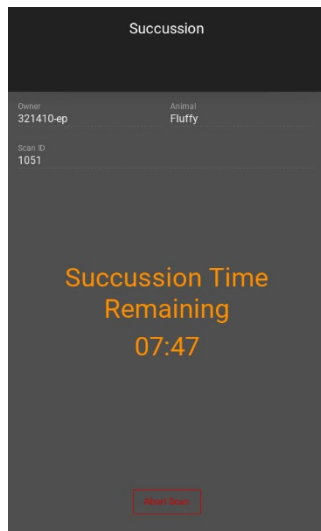 Succussion
Owner
Animal
321410-ep
Fluffy
Scan ID
1051
Succussion Time
Remaining
07:47
Abort Scan